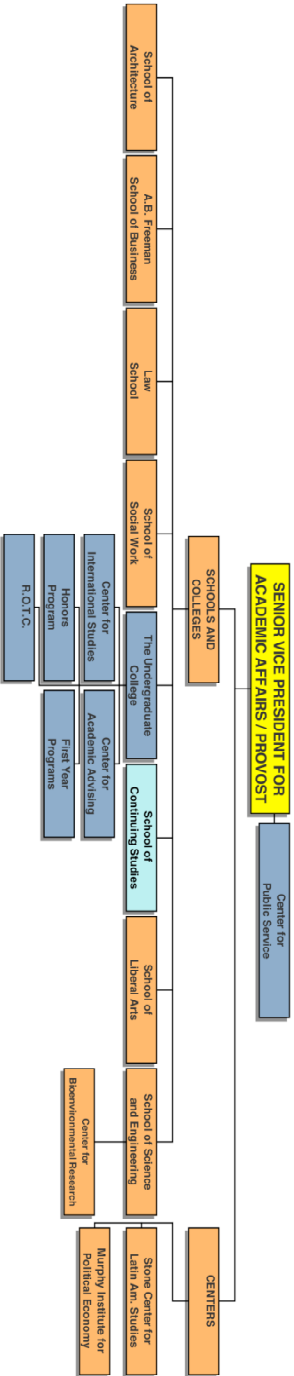 SENIOR VICE PRESIDENT FOR
ACADEMIC AFFAIRS / PROVOST
Center for
Public Service
SCHOOLS AND
COLLEGES
CENTERS
School of
Architecture
A.B. Freeman
School of Business
Law
School
School of
Social Work
The Undergraduate
College
School of
Continuing Studies
School of
Liberal Arts
School of Science
and Engineering
Stone Center for
Latin Am. Studies
Center for
International Studies
Center for
Academic Advising
Honors
Program
First Year
Programs
R.O.T.C.
Center for
Bioenvironmental Research
Murphy Institute for
Political Economy